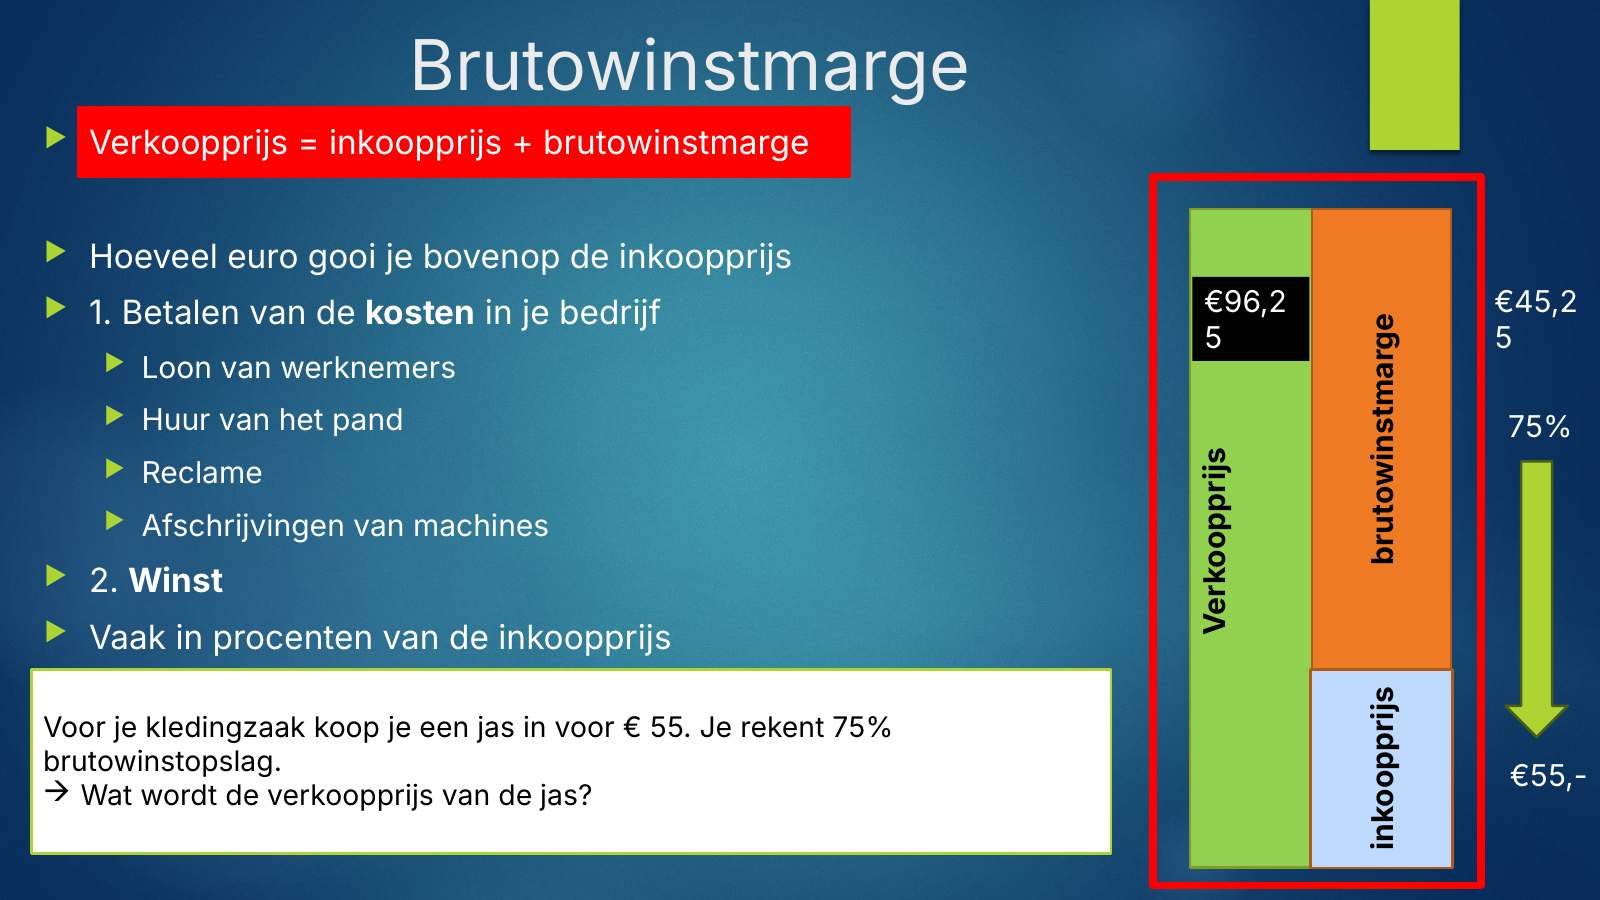 Brutowinstmarge
Verkoopprijs = inkoopprijs + brutowinstmarge
Hoeveel euro gooi je bovenop de inkoopprijs
1. Betalen van de kosten in je bedrijf
Loon van werknemers
Huur van het pand
Reclame
Afschrijvingen van machines
2. Winst
Vaak in procenten van de inkoopprijs
Voor je kledingzaak koop je een jas in voor € 55. Je rekent 75%
brutowinstopslag.
→ Wat wordt de verkoopprijs van de jas?
€96,2
5
Verkoopprijs
brutowinstmarge
inkoopprijs
€45,2
5
75%
€55,-